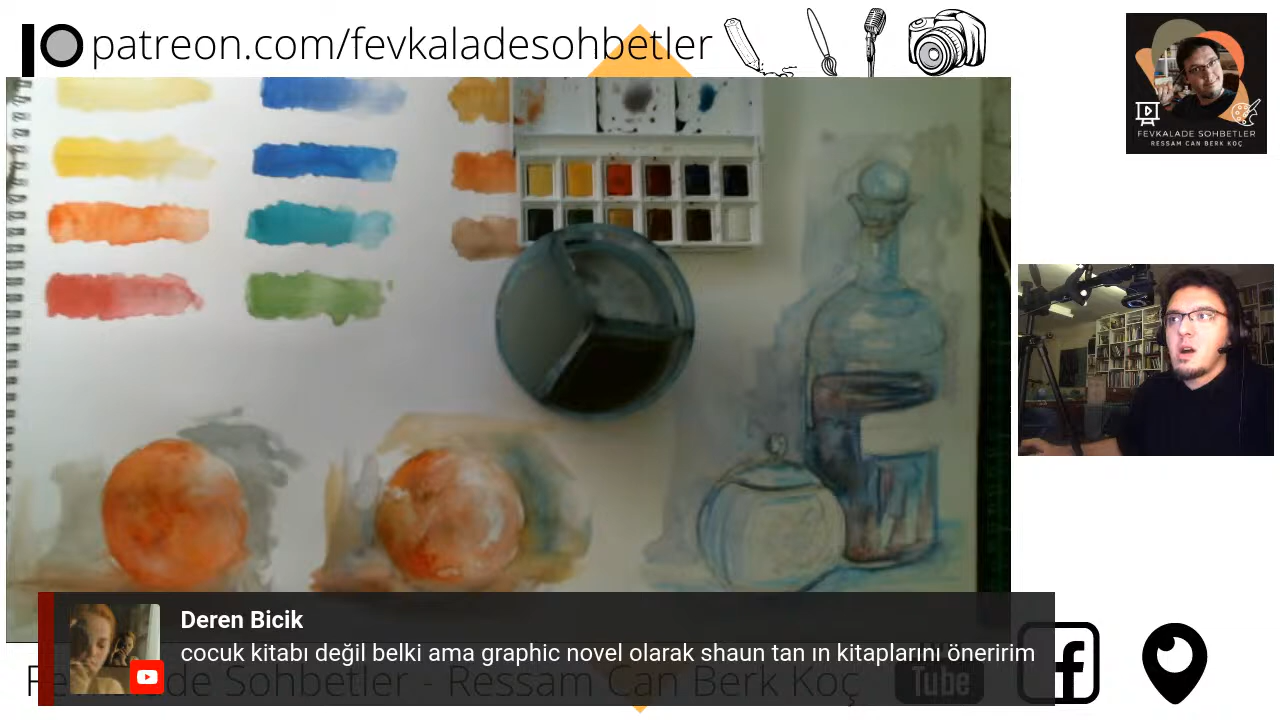 patreon.com/fevkaladesohbetler
FEVKALADE SOHBETLER
RESSAM CAN BERK KOÇ
Deren Bicik
cocuk kitabı değil belki ama graphic novel olarak shaun tan ın kitaplarını öneririm
Fevkalade Sohbetler - Ressam Can Berk Koç
Tube